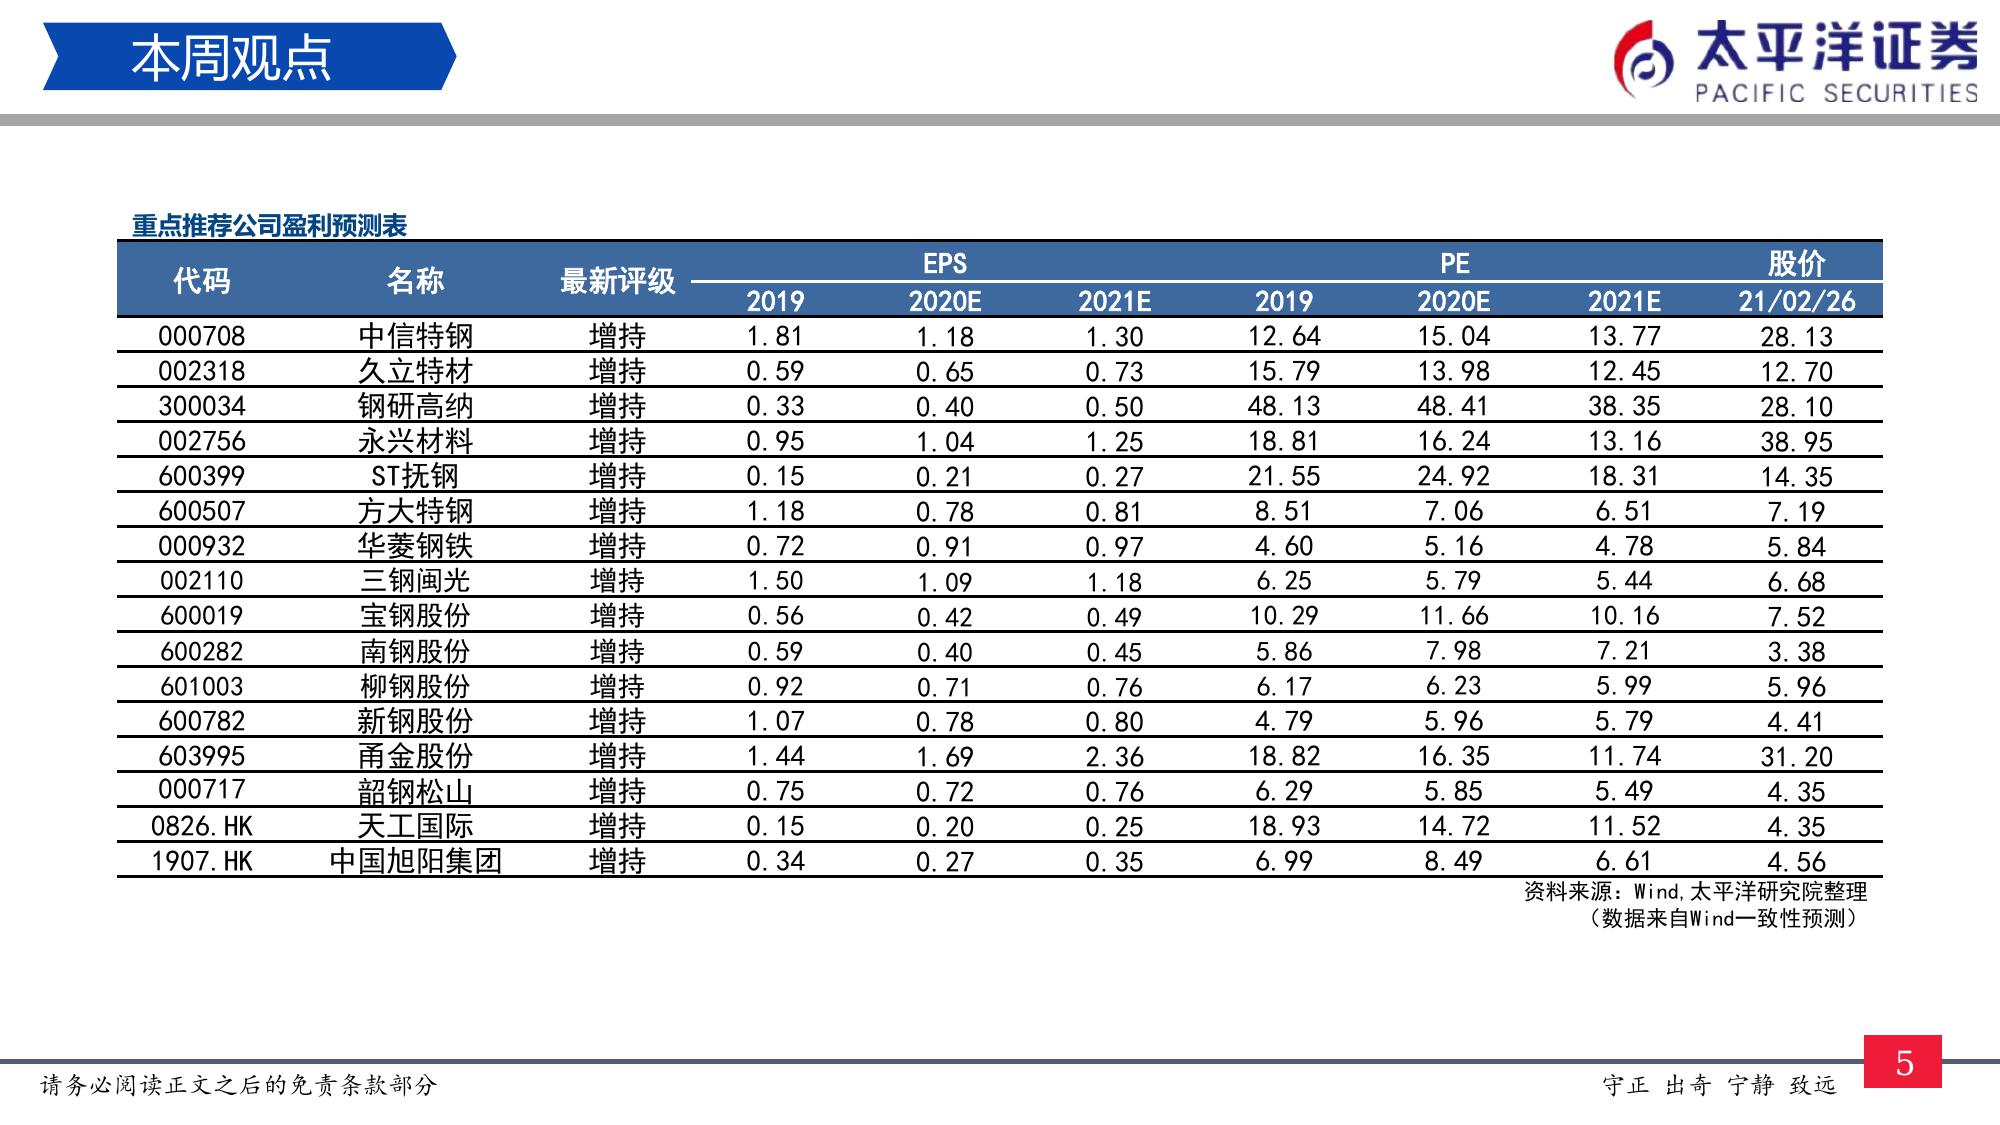 本周观点
太平洋证券
PACIFIC SECURITIES
重点推荐公司盈利预测表
代码 名称 最新评级 EPS PE 股价
2019 2020E 2021E 2019 2020E 2021E 21/02/26
000708 中信特钢 增持 1.81 1.18 1.30 12.64 15.04 13.77 28.13
002318 久立特材 增持 0.59 0.65 0.73 15.79 13.98 12.45 12.70
300034 钢研高纳 增持 0.33 0.40 0.50 48.13 48.41 38.35 28.10
002756 永兴材料 增持 0.95 1.04 1.25 18.81 16.24 13.16 38.95
600399 ST抚钢 增持 0.15 0.21 0.27 21.55 24.92 18.31 14.35
600507 方大特钢 增持 1.18 0.78 0.81 8.51 7.06 6.51 7.19
000932 华菱钢铁 增持 0.72 0.91 0.97 4.60 5.16 4.78 5.84
002110 三钢闽光 增持 1.50 1.09 1.18 6.25 5.79 5.44 6.68
600019 宝钢股份 增持 0.56 0.42 0.49 10.29 11.66 10.16 7.52
600282 南钢股份 增持 0.59 0.40 0.45 5.86 7.98 7.21 3.38
601003 柳钢股份 增持 0.92 0.71 0.76 6.17 6.23 5.99 5.96
600782 新钢股份 增持 1.07 0.78 0.80 4.79 5.96 5.79 4.41
603995 甬金股份 增持 1.44 1.69 2.36 18.82 16.35 11.74 31.20
000717 韶钢松山 增持 0.75 0.72 0.76 6.29 5.85 5.49 4.35
0826.HK 天工国际 增持 0.15 0.20 0.25 18.93 14.72 11.52 4.35
1907.HK 中国旭阳集团 增持 0.34 0.27 0.35 6.99 8.49 6.61 4.56
资料来源：Wind,太平洋研究院整理
（数据来自Wind一致性预测）
请务必阅读正文之后的免责条款部分
守正 出奇 宁静 致远
5